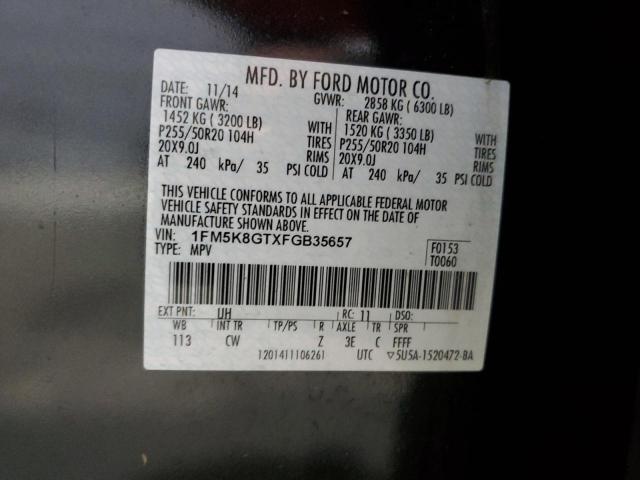 MFD. BY FORD MOTOR CO.
DATE: 11/14 GVWR: 2858 KG ( 6300 LB)
FRONT GAWR: REAR GAWR:
1452 KG ( 3200 LB) WITH 1520 KG ( 3350 LB) WITH
P255/50R20 104H TIRES P255/50R20 104H TIRES
20X9.0J RIMS 20X9.0J RIMS
AT 240 kPa/ 35 PSI COLD AT 240 kPa/ 35 PSI COLD
THIS VEHICLE CONFORMS TO ALL APPLICABLE FEDERAL MOTOR
VEHICLE SAFETY STANDARDS IN EFFECT ON THE DATE OF
MANUFACTURE SHOWN ABOVE.
VIN: 1FM5K8GTXFGB35657 F0153
TYPE: MPV T0060
EXT PNT: UH RC: 11 DSO:
WB INT TR TP/PS R AXLE TR SPR
113 CW Z 3E C FFFF
1201411106261 UTC ▽5U5A-1520472-BA